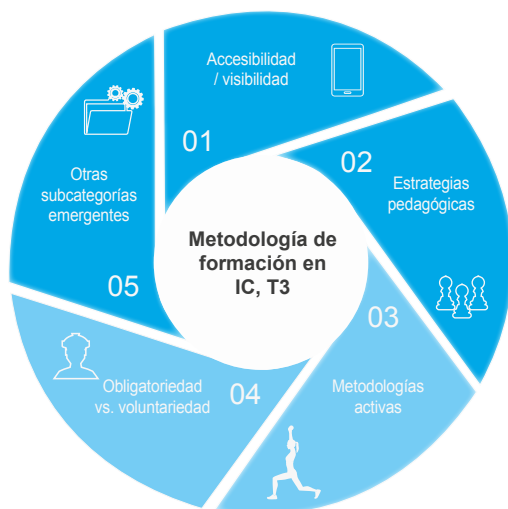 Accesibilidad
/ visibilidad
01
02
Estrategias
pedagógicas
03
Metodologías
activas
04
Obligatoriedad
vs. voluntariedad
05
Otras
subcategorías
emergentes
Metodología de
formación en
IC, T3